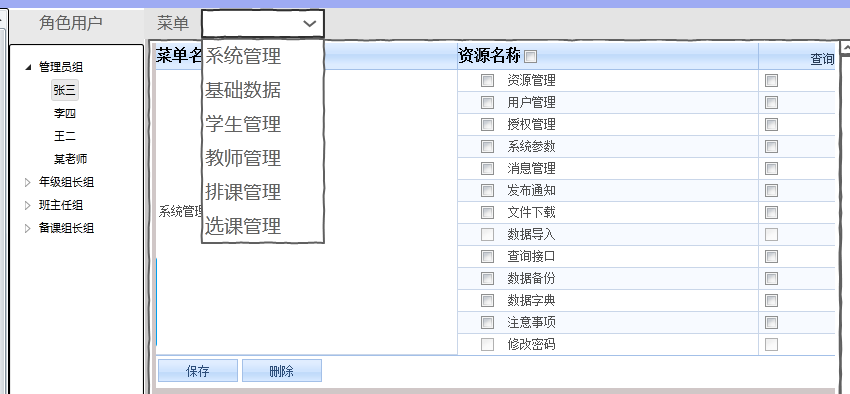 角色用户
菜单
管理员组
张三
李四
王二
某老师
年级组长组
班主任组
备课组长组
系统管理
基础数据
学生管理
教师管理
排课管理
选课管理
菜单名
资源名称
查询
系统管理
资源管理
用户管理
授权管理
系统参数
消息管理
发布通知
文件下载
数据导入
查询接口
数据备份
数据字典
注意事项
修改密码
保存
删除